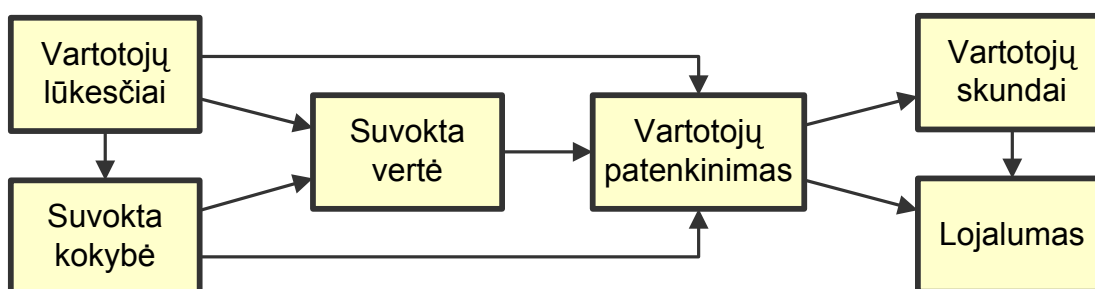 Vartotojų
lūkesčiai
Suvokta
kokybė
Suvokta
vertė
Vartotojų
patenkinimas
Vartotojų
skundai
Lojalumas